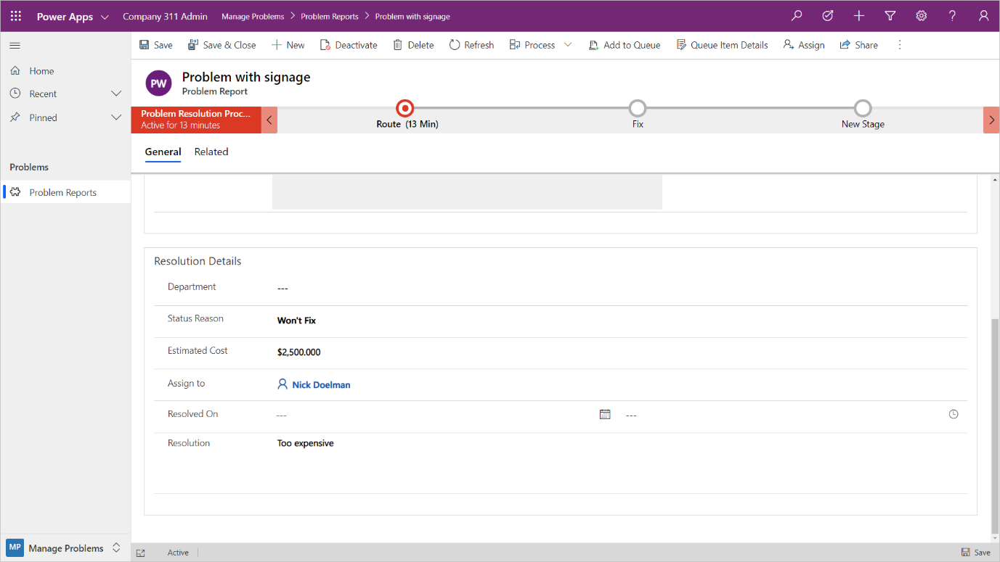 Power Apps Company 311 Admin Manage Problems Problem Reports Problem with signage
Save Save & Close New Deactivate Delete Refresh Process Add to Queue Queue Item Details Assign Share
Home
Recent
Pinned
Problems
Problem Reports
PW
Problem with signage
Problem Report
Problem Resolution Proc...
Active for 13 minutes
Route (13 Min)
Fix
New Stage
General Related
Resolution Details
Department ---
Status Reason Won't Fix
Estimated Cost $2,500.000
Assign to Nick Doelman
Resolved On --- ---
Resolution Too expensive
MP Manage Problems
Active
Save